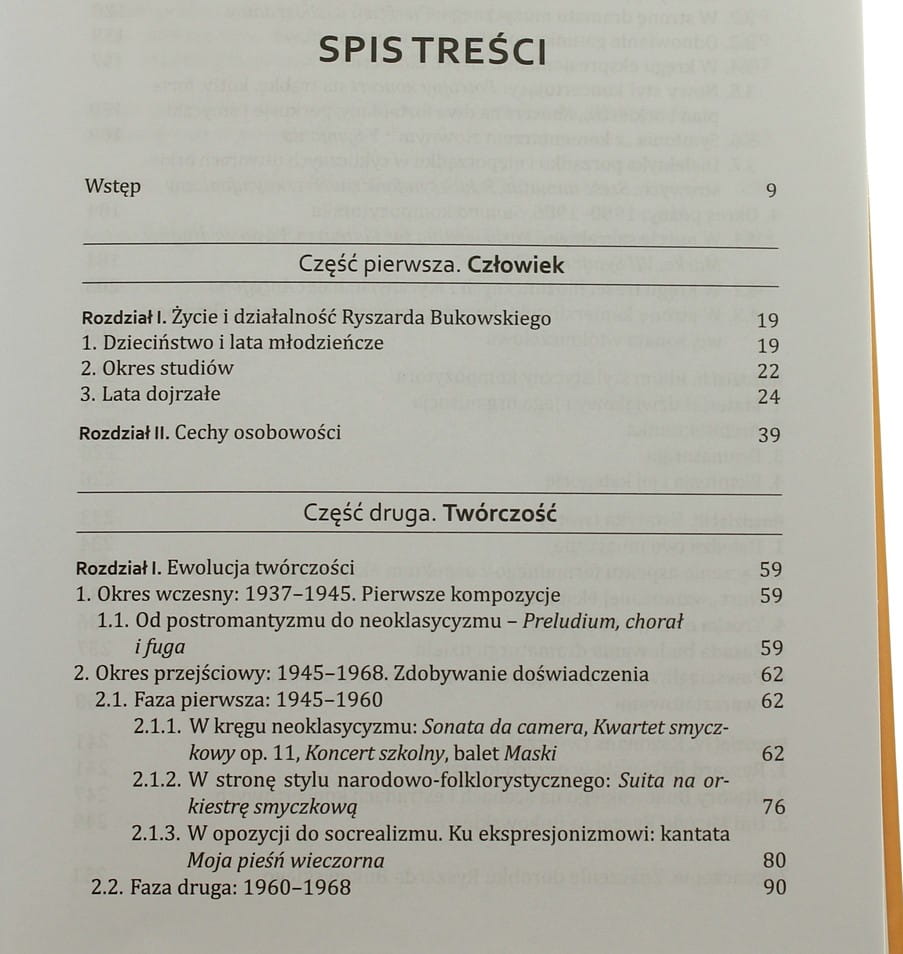 SPIS TREŚCI
Wstęp 9
Część pierwsza. Człowiek
Rozdział I. Życie i działalność Ryszarda Bukowskiego 19
1. Dzieciństwo i lata młodzieńcze 19
2. Okres studiów 22
3. Lata dojrzałe 24
Rozdział II. Cechy osobowości 39
Część druga. Twórczość
Rozdział I. Ewolucja twórczości 59
1. Okres wczesny: 1937–1945. Pierwsze kompozycje 59
1.1. Od postromantyzmu do neoklasycyzmu – Preludium, chorał
i fuga 59
2. Okres przejściowy: 1945–1968. Zdobywanie doświadczenia 62
2.1. Faza pierwsza: 1945–1960 62
2.1.1. W kręgu neoklasycyzmu: Sonata da camera, Kwartet smycz-
kowy op. 11, Koncert szkolny, balet Maski 62
2.1.2. W stronę stylu narodowo-folklorystycznego: Suita na or-
kiestrę smyczkową 76
2.1.3. W opozycji do socrealizmu. Ku ekspresjonizmowi: kantata
Moja pieśń wieczorna 80
2.2. Faza druga: 1960–1968 90